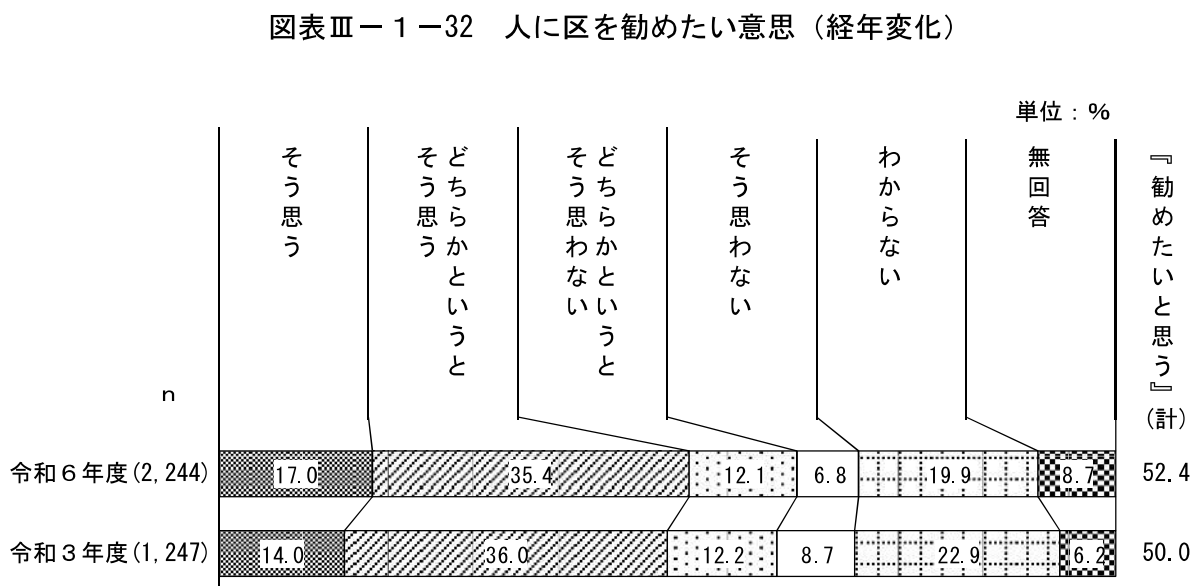 図表Ⅲ－１－32　人に区を勧めたい意思（経年変化）
単位：％
そう思う
どちらかというと
そう思う
どちらかというと
そう思わない
そう思わない
わからない
無回答
『勧めたいと思う』
（計）
ｎ
令和６年度(2,244) 17.0 35.4 12.1 6.8 19.9 8.7 52.4
令和３年度(1,247) 14.0 36.0 12.2 8.7 22.9 6.2 50.0